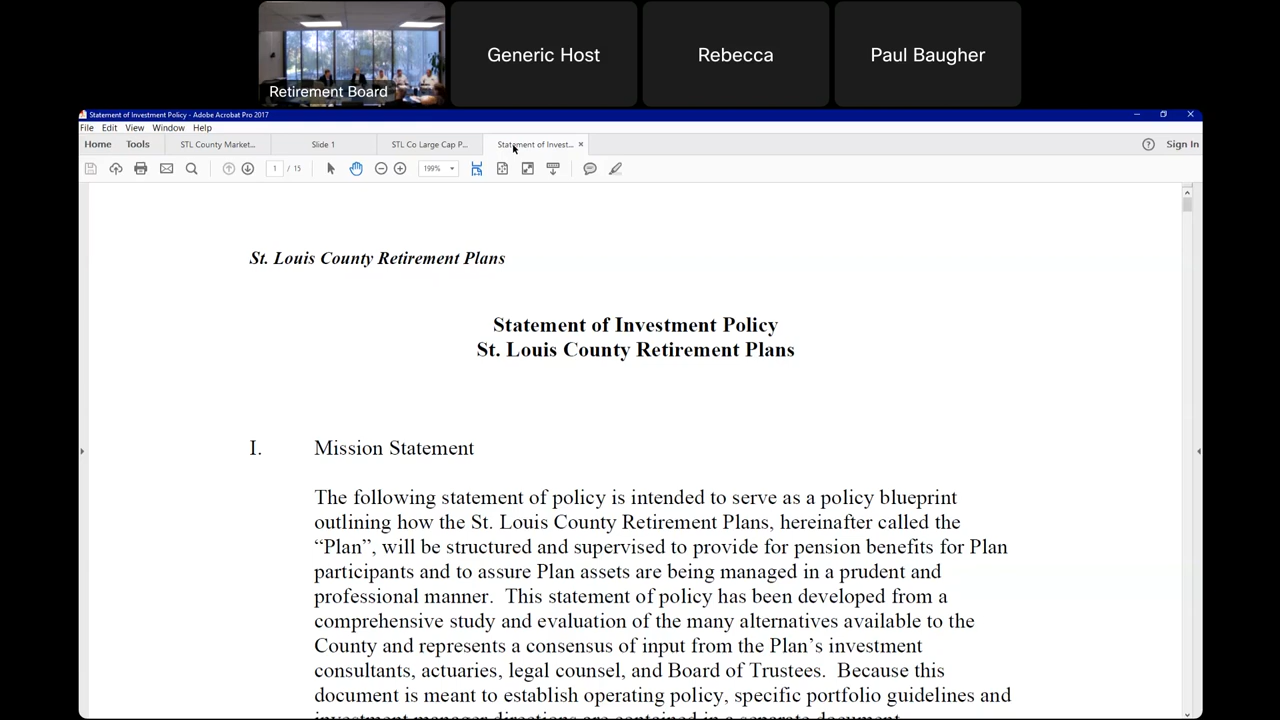 Generic Host
Rebecca
Paul Baugher
Retirement Board
Statement of Investment Policy - Adobe Acrobat Pro 2017
File Edit View Window Help
Home Tools STL County Market... Slide 1 STL Co Large Cap P... Statement of Invest... × Sign In
1 / 15 199%
St. Louis County Retirement Plans
Statement of Investment Policy
St. Louis County Retirement Plans
I. Mission Statement
The following statement of policy is intended to serve as a policy blueprint
outlining how the St. Louis County Retirement Plans, hereinafter called the
“Plan”, will be structured and supervised to provide for pension benefits for Plan
participants and to assure Plan assets are being managed in a prudent and
professional manner.  This statement of policy has been developed from a
comprehensive study and evaluation of the many alternatives available to the
County and represents a consensus of input from the Plan’s investment
consultants, actuaries, legal counsel, and Board of Trustees.  Because this
document is meant to establish operating policy, specific portfolio guidelines and
investment manager directions are contained in a separate document.